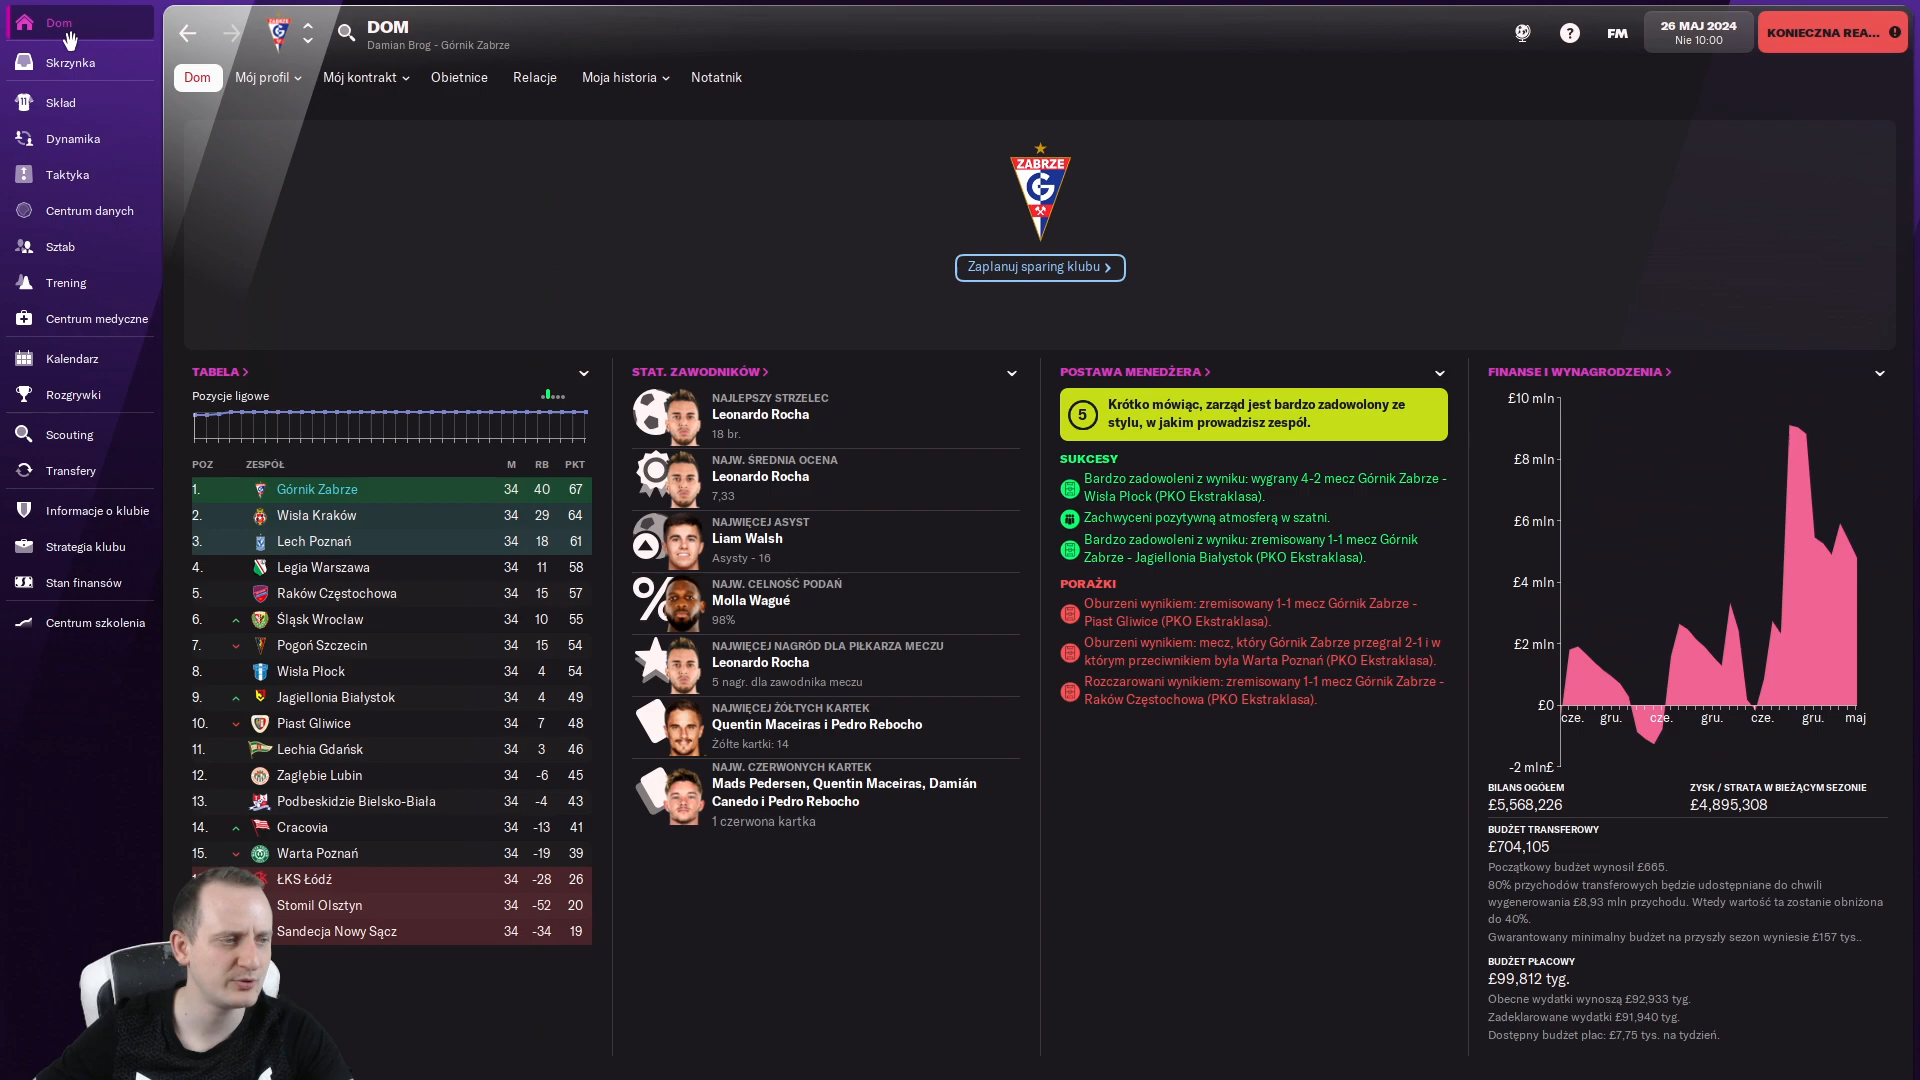 Dom
Skrzynka
Skład
Dynamika
Taktyka
Centrum danych
Sztab
Trening
Centrum medyczne
Kalendarz
Rozgrywki
Scouting
Transfery
Informacje o klubie
Strategia klubu
Stan finansów
Centrum szkolenia
DOM
Damian Brog - Górnik Zabrze
FM
26 MAJ 2024
Nie 10:00
KONIECZNA REA...
Dom
Mój profil
Mój kontrakt
Obietnice
Relacje
Moja historia
Notatnik
ZABRZE
G
Zaplanuj sparing klubu
TABELA
Pozycje ligowe
POZ ZESPÓŁ M RB PKT
1. Górnik Zabrze 34 40 67
2. Wisła Kraków 34 29 64
3. Lech Poznań 34 18 61
4. Legia Warszawa 34 11 58
5. Raków Częstochowa 34 15 57
6. Śląsk Wrocław 34 10 55
7. Pogoń Szczecin 34 15 54
8. Wisła Płock 34 4 54
9. Jagiellonia Białystok 34 4 49
10. Piast Gliwice 34 7 48
11. Lechia Gdańsk 34 3 46
12. Zagłębie Lubin 34 -6 45
13. Podbeskidzie Bielsko-Biała 34 -4 43
14. Cracovia 34 -13 41
15. Warta Poznań 34 -19 39
ŁKS Łódź 34 -28 26
Stomil Olsztyn 34 -52 20
Sandecja Nowy Sącz 34 -34 19
STAT. ZAWODNIKÓW
NAJLEPSZY STRZELEC
Leonardo Rocha
18 br.
NAJW. ŚREDNIA OCENA
Leonardo Rocha
7,33
NAJWIĘCEJ ASYST
Liam Walsh
Asysty - 16
NAJW. CELNOŚĆ PODAŃ
Molla Wagué
98%
NAJWIĘCEJ NAGRÓD DLA PIŁKARZA MECZU
Leonardo Rocha
5 nagr. dla zawodnika meczu
NAJWIĘCEJ ŻÓŁTYCH KARTEK
Quentin Maceiras i Pedro Rebocho
Żółte kartki: 14
NAJW. CZERWONYCH KARTEK
Mads Pedersen, Quentin Maceiras, Damián
Canedo i Pedro Rebocho
1 czerwona kartka
POSTAWA MENEDŻERA
5
Krótko mówiąc, zarząd jest bardzo zadowolony ze
stylu, w jakim prowadzisz zespół.
SUKCESY
Bardzo zadowoleni z wyniku: wygrany 4-2 mecz Górnik Zabrze -
Wisła Płock (PKO Ekstraklasa).
Zachwyceni pozytywną atmosferą w szatni.
Bardzo zadowoleni z wyniku: zremisowany 1-1 mecz Górnik
Zabrze - Jagiellonia Białystok (PKO Ekstraklasa).
PORAŻKI
Oburzeni wynikiem: zremisowany 1-1 mecz Górnik Zabrze -
Piast Gliwice (PKO Ekstraklasa).
Oburzeni wynikiem: mecz, który Górnik Zabrze przegrał 2-1 i w
którym przeciwnikiem była Warta Poznań (PKO Ekstraklasa).
Rozczarowani wynikiem: zremisowany 1-1 mecz Górnik Zabrze -
Raków Częstochowa (PKO Ekstraklasa).
FINANSE I WYNAGRODZENIA
£10 mln
£8 mln
£6 mln
£4 mln
£2 mln
£0
-2 mln£
cze. gru. cze. gru. cze. gru. maj
BILANS OGÓŁEM
£5,568,226
ZYSK / STRATA W BIEŻĄCYM SEZONIE
£4,895,308
BUDŻET TRANSFEROWY
£704,105
Początkowy budżet wynosił £665.
80% przychodów transferowych będzie udostępniane do chwili
wygenerowania £8,93 mln przychodu. Wtedy wartość ta zostanie obniżona
do 40%.
Gwarantowany minimalny budżet na przyszły sezon wyniesie £157 tys..
BUDŻET PŁACOWY
£99,812 tyg.
Obecne wydatki wynoszą £92,933 tyg.
Zadeklarowane wydatki £91,940 tyg.
Dostępny budżet płac: £7,75 tys. na tydzień.